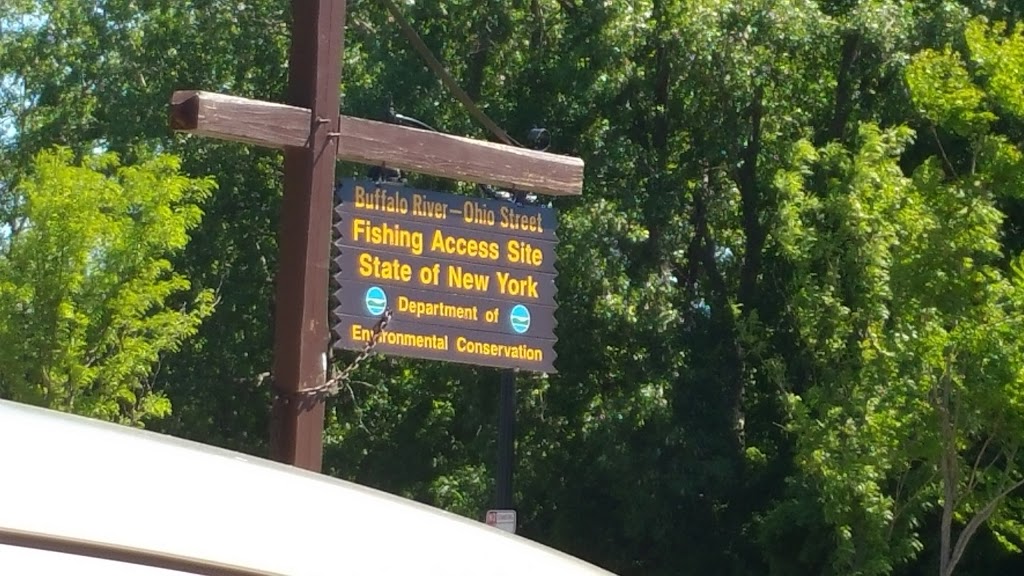 Buffalo River—Ohio Street
Fishing Access Site
State of New York
Department of
Environmental Conservation